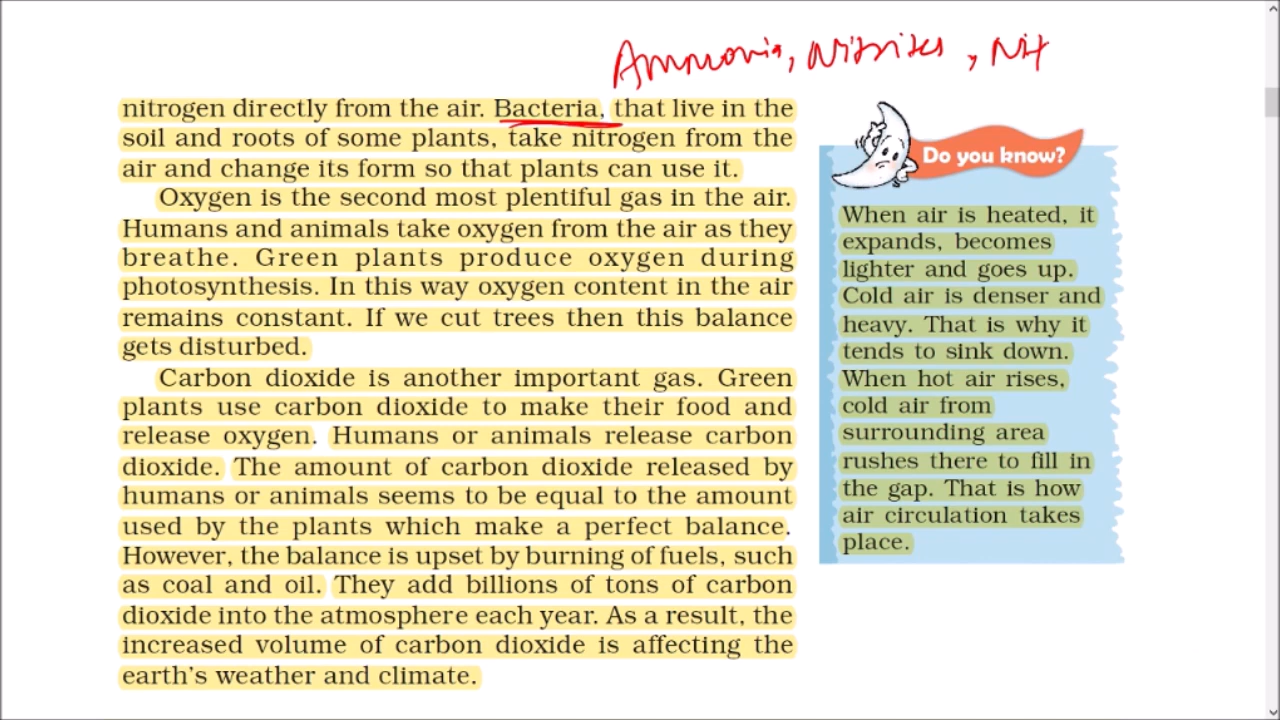 Ammonia, Nitrites, Nit
nitrogen directly from the air. Bacteria, that live in the
soil and roots of some plants, take nitrogen from the
air and change its form so that plants can use it.
Oxygen is the second most plentiful gas in the air.
Humans and animals take oxygen from the air as they
breathe. Green plants produce oxygen during
photosynthesis. In this way oxygen content in the air
remains constant. If we cut trees then this balance
gets disturbed.
Carbon dioxide is another important gas. Green
plants use carbon dioxide to make their food and
release oxygen. Humans or animals release carbon
dioxide. The amount of carbon dioxide released by
humans or animals seems to be equal to the amount
used by the plants which make a perfect balance.
However, the balance is upset by burning of fuels, such
as coal and oil. They add billions of tons of carbon
dioxide into the atmosphere each year. As a result, the
increased volume of carbon dioxide is affecting the
earth's weather and climate.
Do you know?
When air is heated, it
expands, becomes
lighter and goes up.
Cold air is denser and
heavy. That is why it
tends to sink down.
When hot air rises,
cold air from
surrounding area
rushes there to fill in
the gap. That is how
air circulation takes
place.